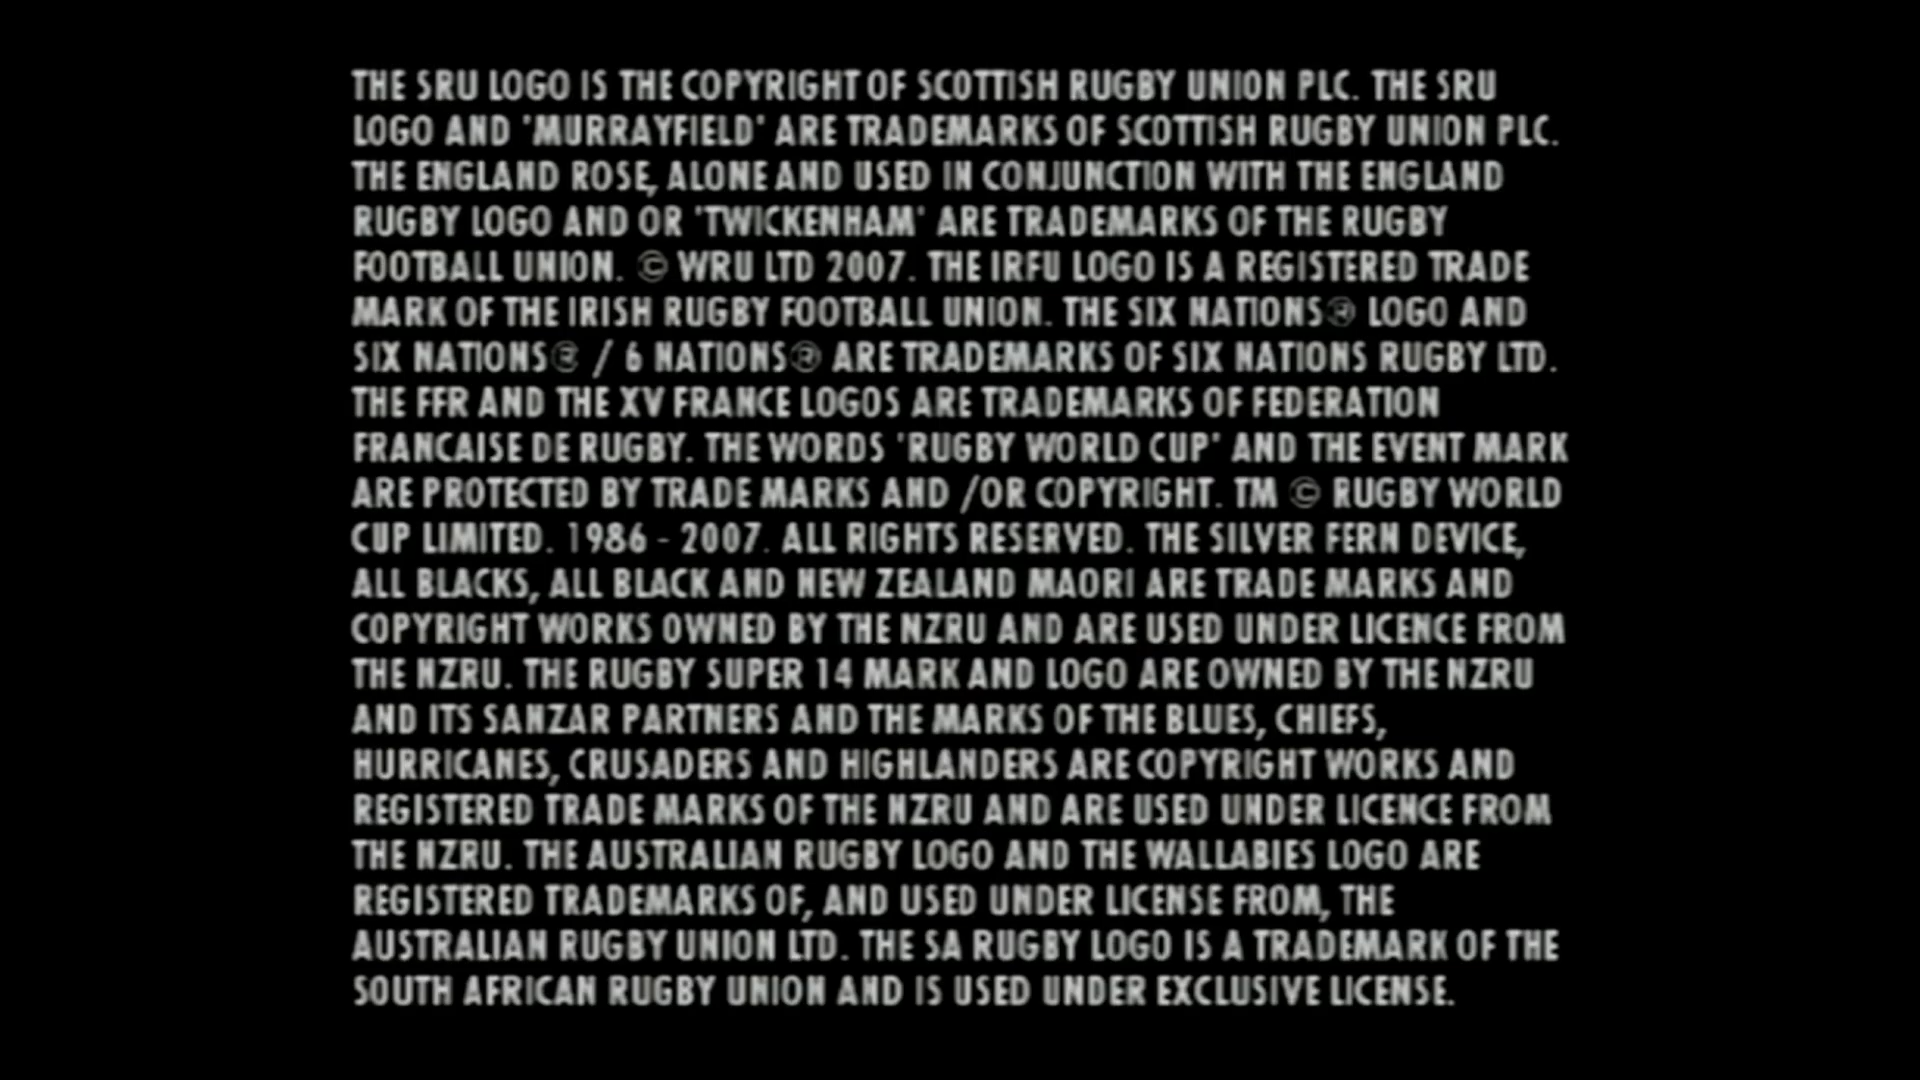 THE SRU LOGO IS THE COPYRIGHT OF SCOTTISH RUGBY UNION PLC. THE SRU
LOGO AND 'MURRAYFIELD' ARE TRADEMARKS OF SCOTTISH RUGBY UNION PLC.
THE ENGLAND ROSE, ALONE AND USED IN CONJUNCTION WITH THE ENGLAND
RUGBY LOGO AND OR 'TWICKENHAM' ARE TRADEMARKS OF THE RUGBY
FOOTBALL UNION. © WRU LTD 2007. THE IRFU LOGO IS A REGISTERED TRADE
MARK OF THE IRISH RUGBY FOOTBALL UNION. THE SIX NATIONS® LOGO AND
SIX NATIONS® / 6 NATIONS® ARE TRADEMARKS OF SIX NATIONS RUGBY LTD.
THE FFR AND THE XV FRANCE LOGOS ARE TRADEMARKS OF FEDERATION
FRANCAISE DE RUGBY. THE WORDS 'RUGBY WORLD CUP' AND THE EVENT MARK
ARE PROTECTED BY TRADE MARKS AND /OR COPYRIGHT. TM © RUGBY WORLD
CUP LIMITED. 1986 - 2007. ALL RIGHTS RESERVED. THE SILVER FERN DEVICE,
ALL BLACKS, ALL BLACK AND NEW ZEALAND MAORI ARE TRADE MARKS AND
COPYRIGHT WORKS OWNED BY THE NZRU AND ARE USED UNDER LICENCE FROM
THE NZRU. THE RUGBY SUPER 14 MARK AND LOGO ARE OWNED BY THE NZRU
AND ITS SANZAR PARTNERS AND THE MARKS OF THE BLUES, CHIEFS,
HURRICANES, CRUSADERS AND HIGHLANDERS ARE COPYRIGHT WORKS AND
REGISTERED TRADE MARKS OF THE NZRU AND ARE USED UNDER LICENCE FROM
THE NZRU. THE AUSTRALIAN RUGBY LOGO AND THE WALLABIES LOGO ARE
REGISTERED TRADEMARKS OF, AND USED UNDER LICENSE FROM, THE
AUSTRALIAN RUGBY UNION LTD. THE SA RUGBY LOGO IS A TRADEMARK OF THE
SOUTH AFRICAN RUGBY UNION AND IS USED UNDER EXCLUSIVE LICENSE.